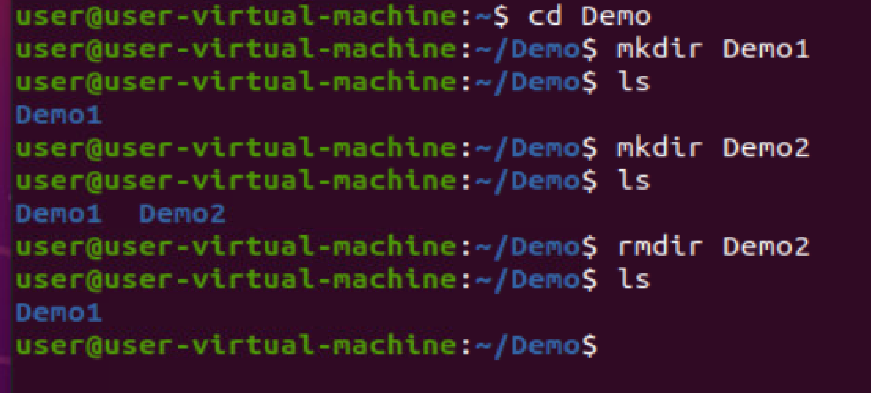 user@user-virtual-machine:~$ cd Demo
user@user-virtual-machine:~/Demo$ mkdir Demo1
user@user-virtual-machine:~/Demo$ ls
Demo1
user@user-virtual-machine:~/Demo$ mkdir Demo2
user@user-virtual-machine:~/Demo$ ls
Demo1  Demo2
user@user-virtual-machine:~/Demo$ rmdir Demo2
user@user-virtual-machine:~/Demo$ ls
Demo1
user@user-virtual-machine:~/Demo$